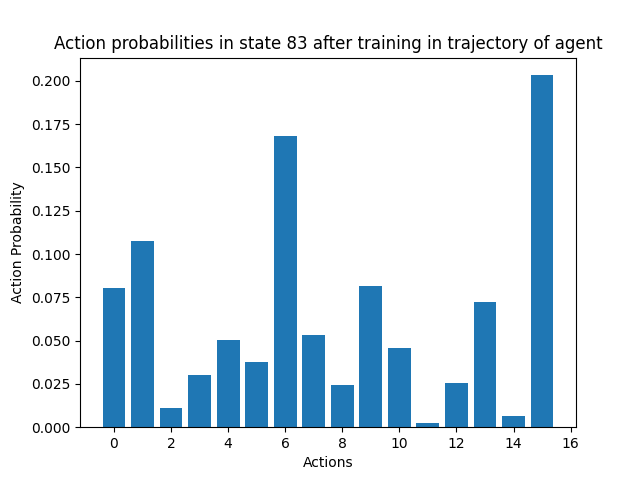 Action probabilities in state 83 after training in trajectory of agent
0.200
0.175
0.150
0.125
0.100
0.075
0.050
0.025
0.000
Action Probability
0 2 4 6 8 10 12 14 16
Actions